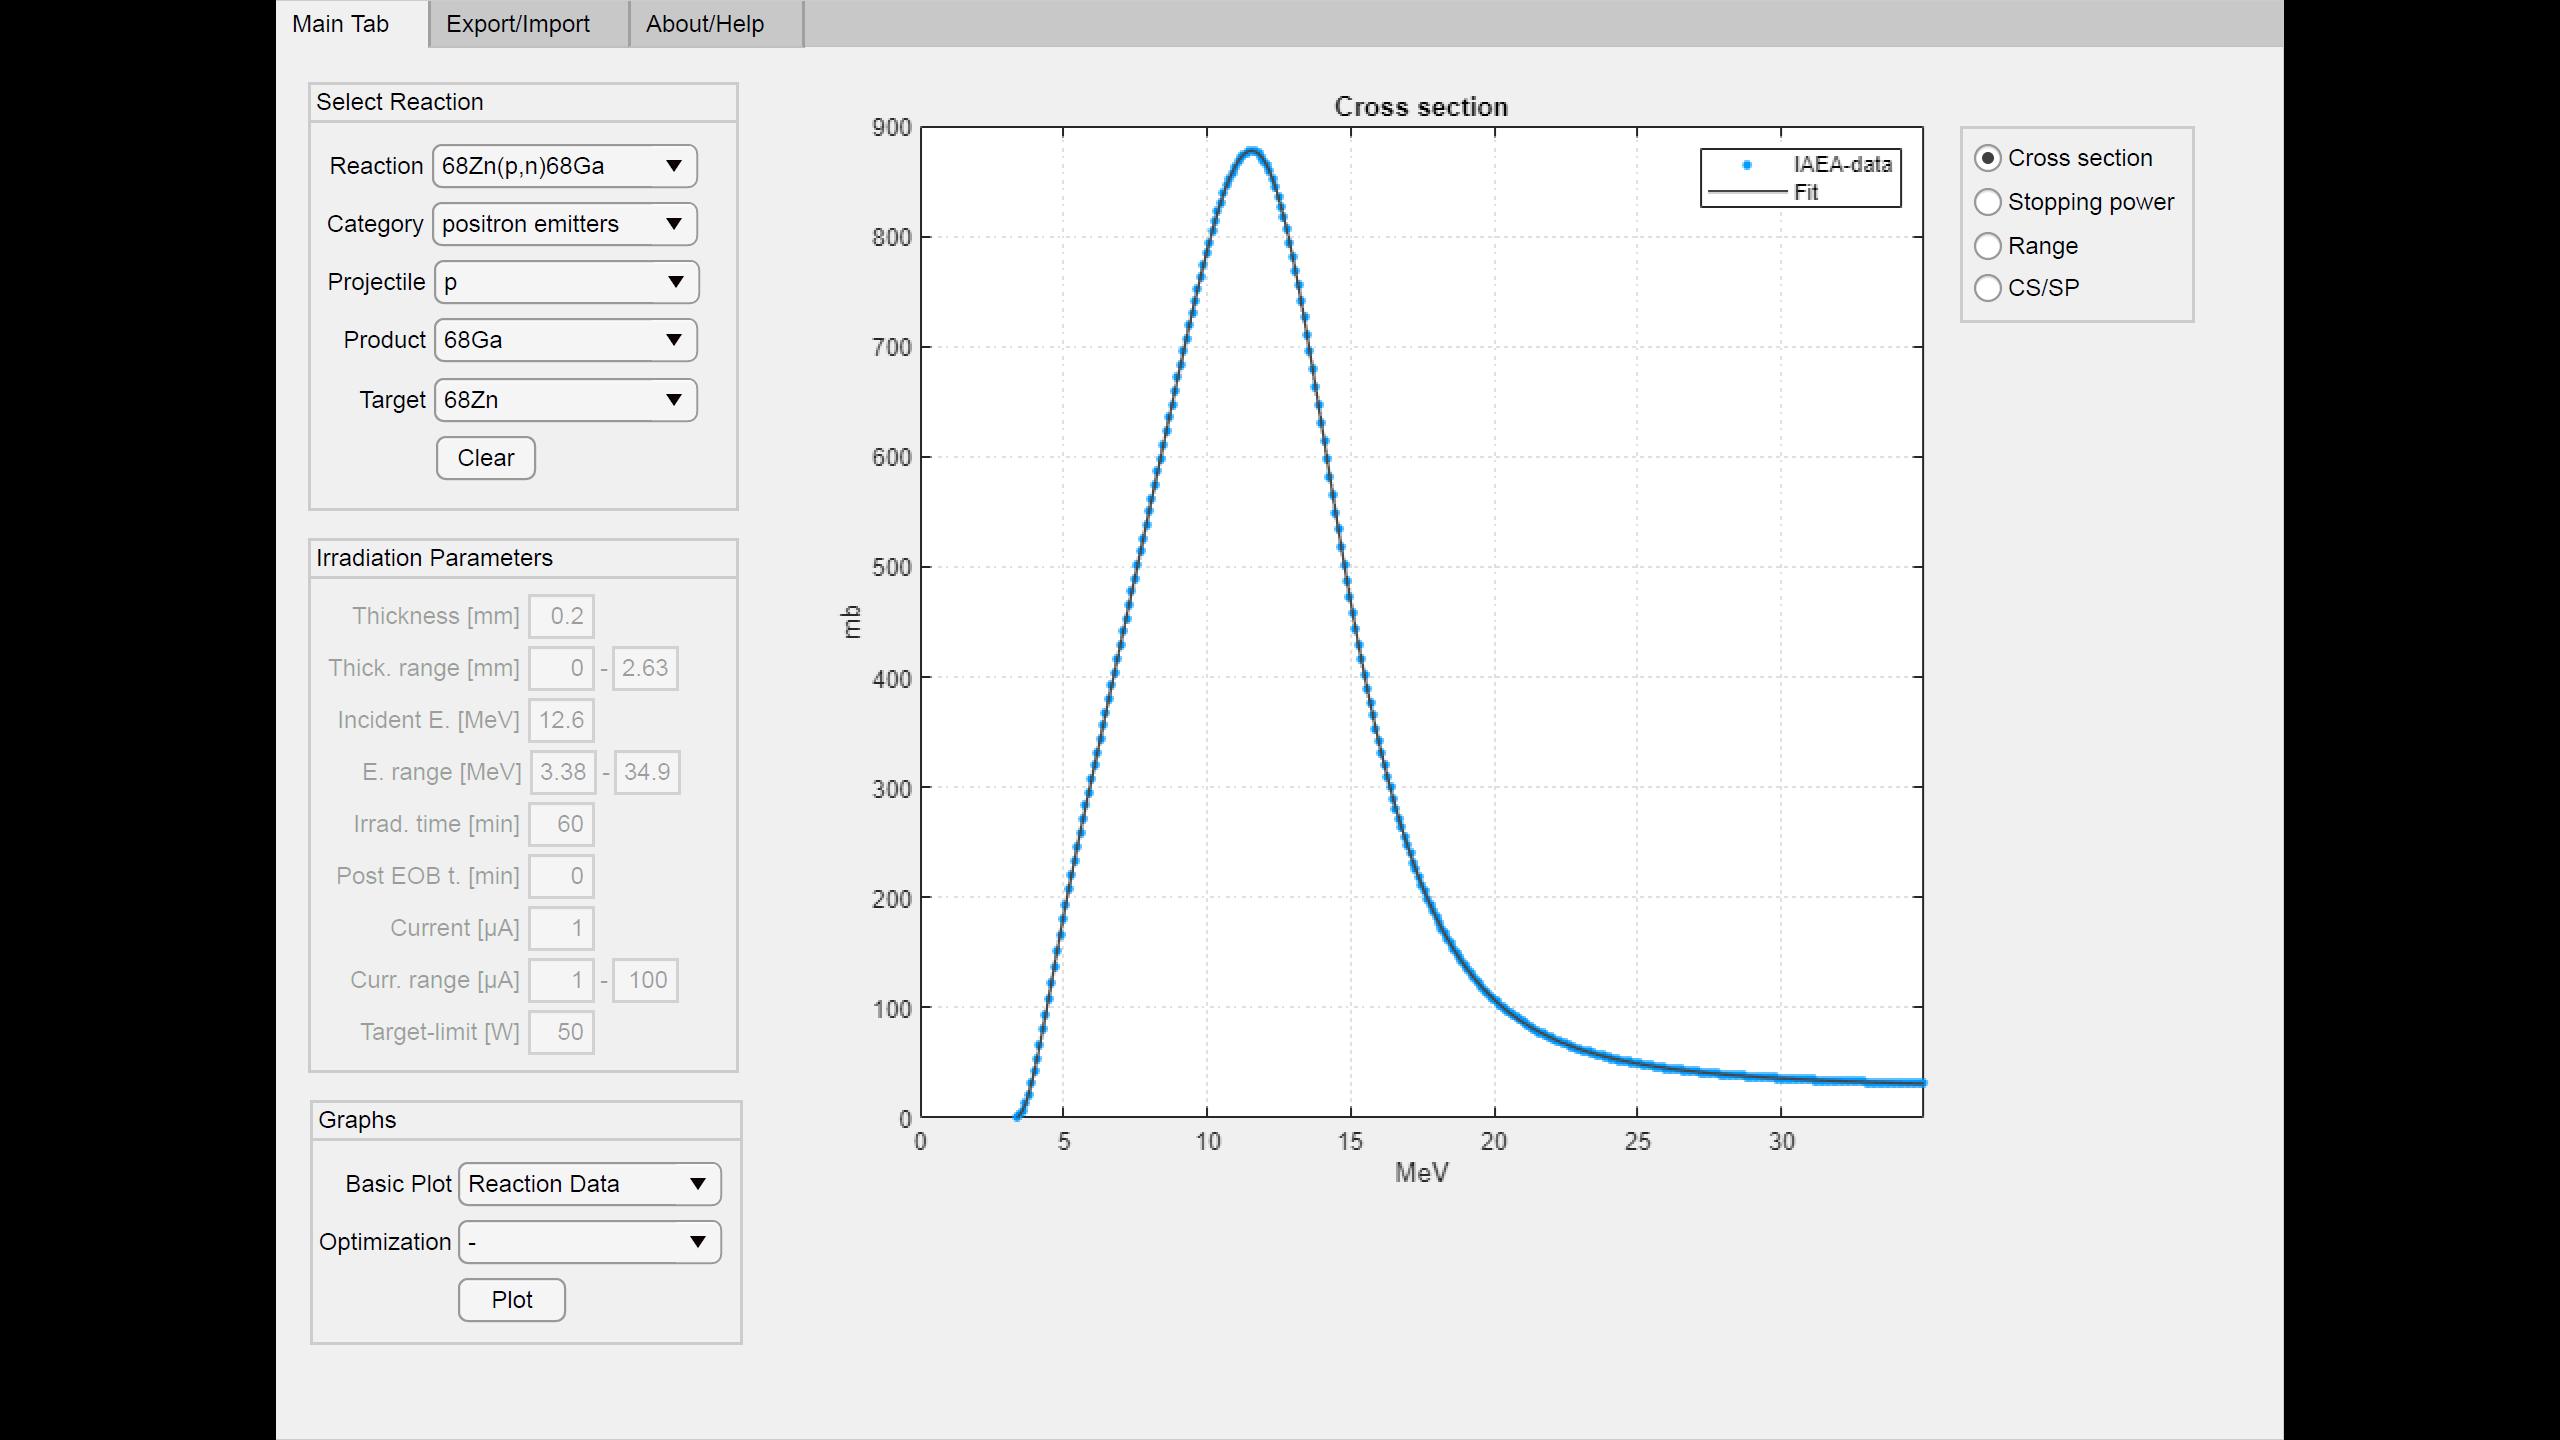 Main Tab Export/Import About/Help
Select Reaction
Reaction 68Zn(p,n)68Ga
Category positron emitters
Projectile p
Product 68Ga
Target 68Zn
Clear
Irradiation Parameters
Thickness [mm] 0.2
Thick. range [mm] 0 - 2.63
Incident E. [MeV] 12.6
E. range [MeV] 3.38 - 34.9
Irrad. time [min] 60
Post EOB t. [min] 0
Current [µA] 1
Curr. range [µA] 1 - 100
Target-limit [W] 50
Graphs
Basic Plot Reaction Data
Optimization -
Plot
Cross section
900
800
700
600
500
400
300
200
100
0
mb
0 5 10 15 20 25 30
MeV
IAEA-data
Fit
Cross section
Stopping power
Range
CS/SP